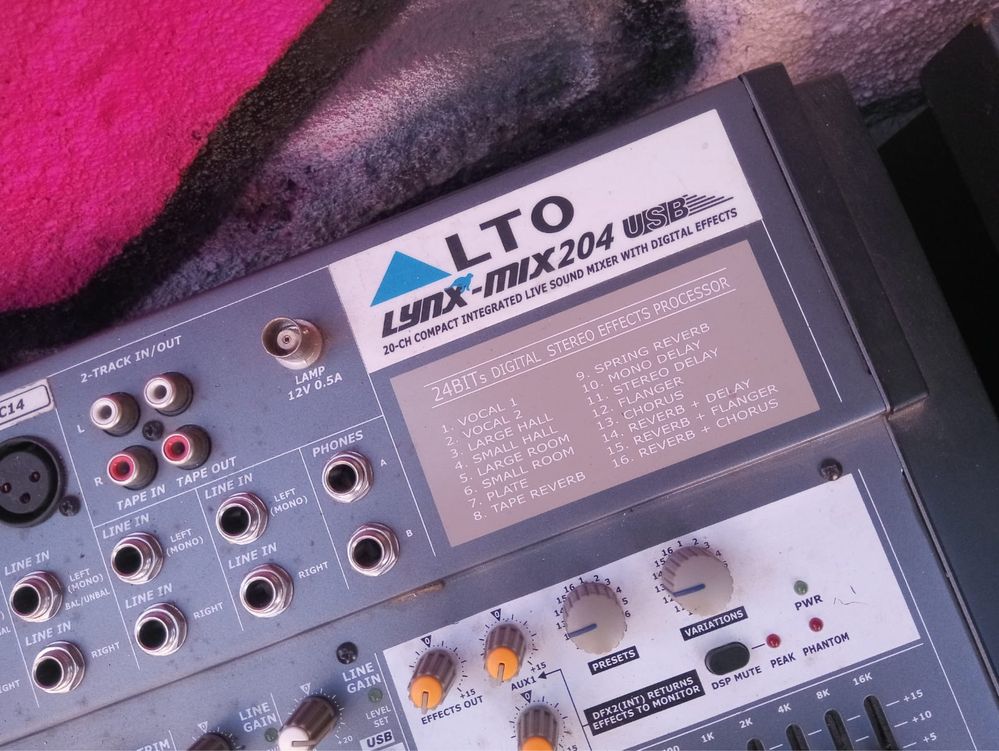 LTO
LYNX-MIX204 USB
20-CH COMPACT INTEGRATED LIVE SOUND MIXER WITH DIGITAL EFFECTS
24BITs DIGITAL STEREO EFFECTS PROCESSOR
1. VOCAL 1
2. VOCAL 2
3. LARGE HALL
4. SMALL HALL
5. LARGE ROOM
6. SMALL ROOM
7. PLATE
8. TAPE REVERB
9. SPRING REVERB
10. MONO DELAY
11. STEREO DELAY
12. FLANGER
13. CHORUS
14. REVERB + DELAY
15. REVERB + FLANGER
16. REVERB + CHORUS
2-TRACK IN/OUT
LAMP
12V 0.5A
C14
L
R
TAPE IN
TAPE OUT
PHONES
A
B
LINE IN
LEFT
(MONO)
LINE IN
RIGHT
LINE IN
LEFT
(MONO)
LINE IN
RIGHT
LINE IN
LEFT
(MONO)
BAL/UNBAL
LINE IN
RIGHT
RIGHT
PRESETS
VARIATIONS
PWR
DSP MUTE
PEAK
PHANTOM
0
+15
EFFECTS OUT
0
+15
AUX1
0
DFX2(INT) RETURNS
EFFECTS TO MONITOR
LINE
GAIN
LEVEL
SET
USB
LINE
GAIN
+20
TRIM
1K
2K
4K
8K
16K
+15
+10
+5